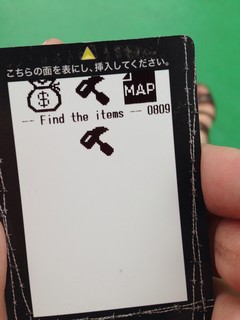 こちらの面を表にし、挿入してください。
MAP
-- Find the items -- 0809